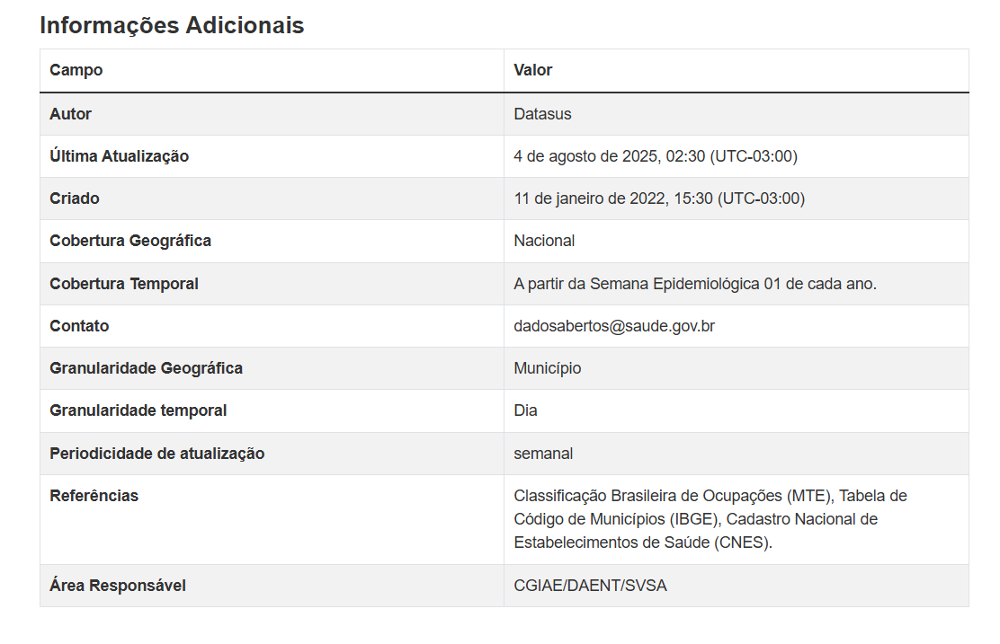 Informações Adicionais
Campo Valor
Autor Datasus
Última Atualização 4 de agosto de 2025, 02:30 (UTC-03:00)
Criado 11 de janeiro de 2022, 15:30 (UTC-03:00)
Cobertura Geográfica Nacional
Cobertura Temporal A partir da Semana Epidemiológica 01 de cada ano.
Contato dadosabertos@saude.gov.br
Granularidade Geográfica Município
Granularidade temporal Dia
Periodicidade de atualização semanal
Referências Classificação Brasileira de Ocupações (MTE), Tabela de
Código de Municípios (IBGE), Cadastro Nacional de
Estabelecimentos de Saúde (CNES).
Área Responsável CGIAE/DAENT/SVSA